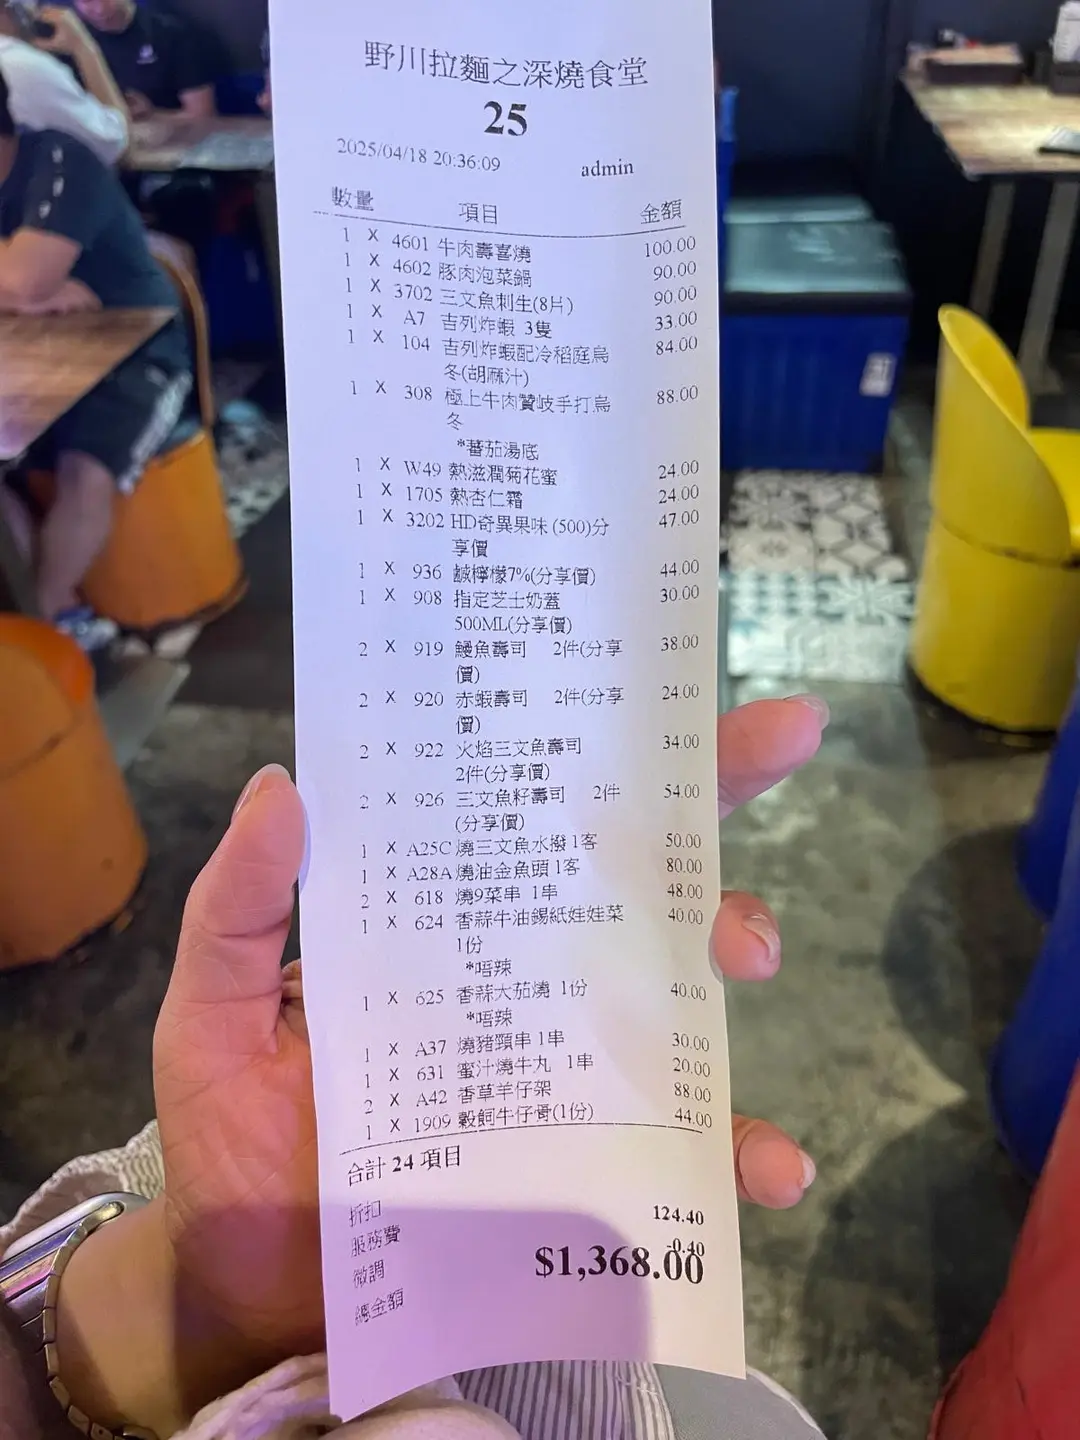 野川拉麵之深燒食堂
25
2025/04/18 20:36:09 admin
數量 項目 金額
1 X 4601 牛肉壽喜燒 100.00
1 X 4602 豚肉泡菜鍋 90.00
1 X 3702 三文魚刺生(8片) 90.00
1 X A7 吉列炸蝦 3隻 33.00
1 X 104 吉列炸蝦配冷稻庭烏 84.00
冬(胡麻汁)
1 X 308 極上牛肉贊岐手打烏 88.00
冬
*蕃茄湯底
1 X W49 熱滋潤菊花蜜 24.00
1 X 1705 熱杏仁霜 24.00
1 X 3202 HD奇異果味 (500)分 47.00
享價
1 X 936 鹹檸檬7%(分享價) 44.00
1 X 908 指定芝士奶蓋 30.00
500ML(分享價)
2 X 919 鰻魚壽司 2件(分享 38.00
價)
2 X 920 赤蝦壽司 2件(分享 24.00
價)
2 X 922 火焰三文魚壽司 34.00
2件(分享價)
2 X 926 三文魚籽壽司 2件 54.00
(分享價)
1 X A25C 燒三文魚水撥 1客 50.00
1 X A28A 燒油金魚頭 1客 80.00
2 X 618 燒9菜串 1串 48.00
1 X 624 香蒜牛油錫紙娃娃菜 40.00
1份
*唔辣
1 X 625 香蒜大茄燒 1份 40.00
*唔辣
1 X A37 燒豬頸串 1串 30.00
1 X 631 蜜汁燒牛丸 1串 20.00
2 X A42 香草羊仔架 88.00
1 X 1909 穀飼牛仔骨(1份) 44.00
合計 24 項目
折扣
服務費 124.40
微調 -0.40
總金額 $1,368.00